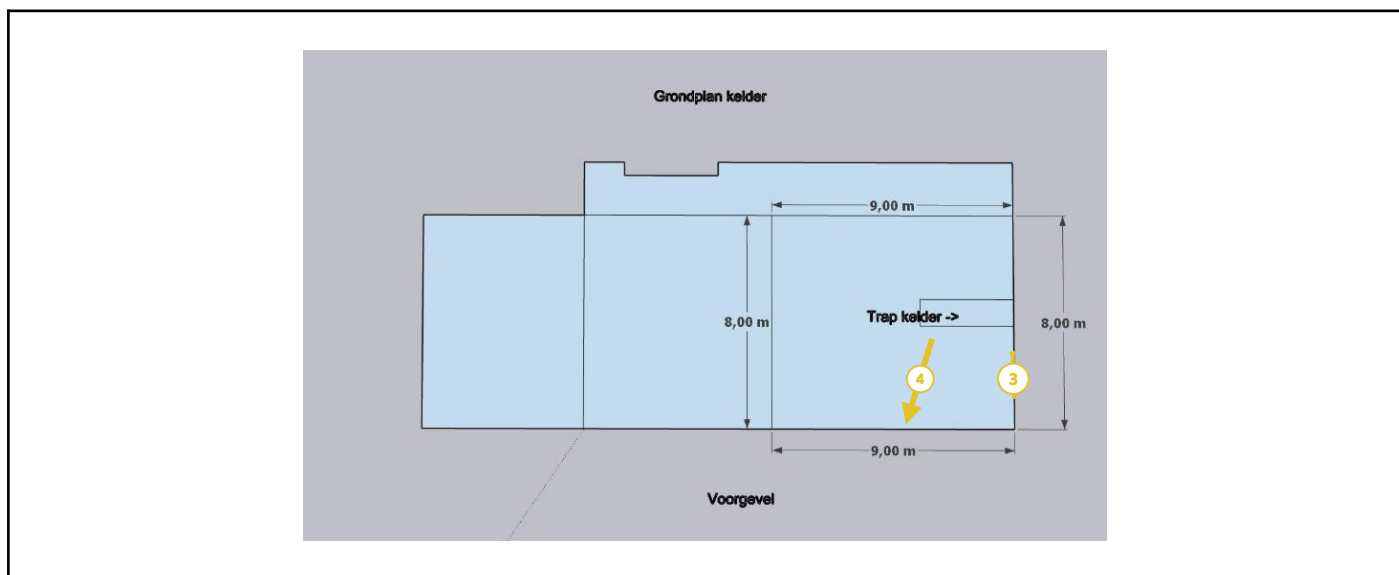 Grondplan kelder
9,00 m
8,00 m
Trap kelder ->
8,00 m
4
3
9,00 m
Voorgevel